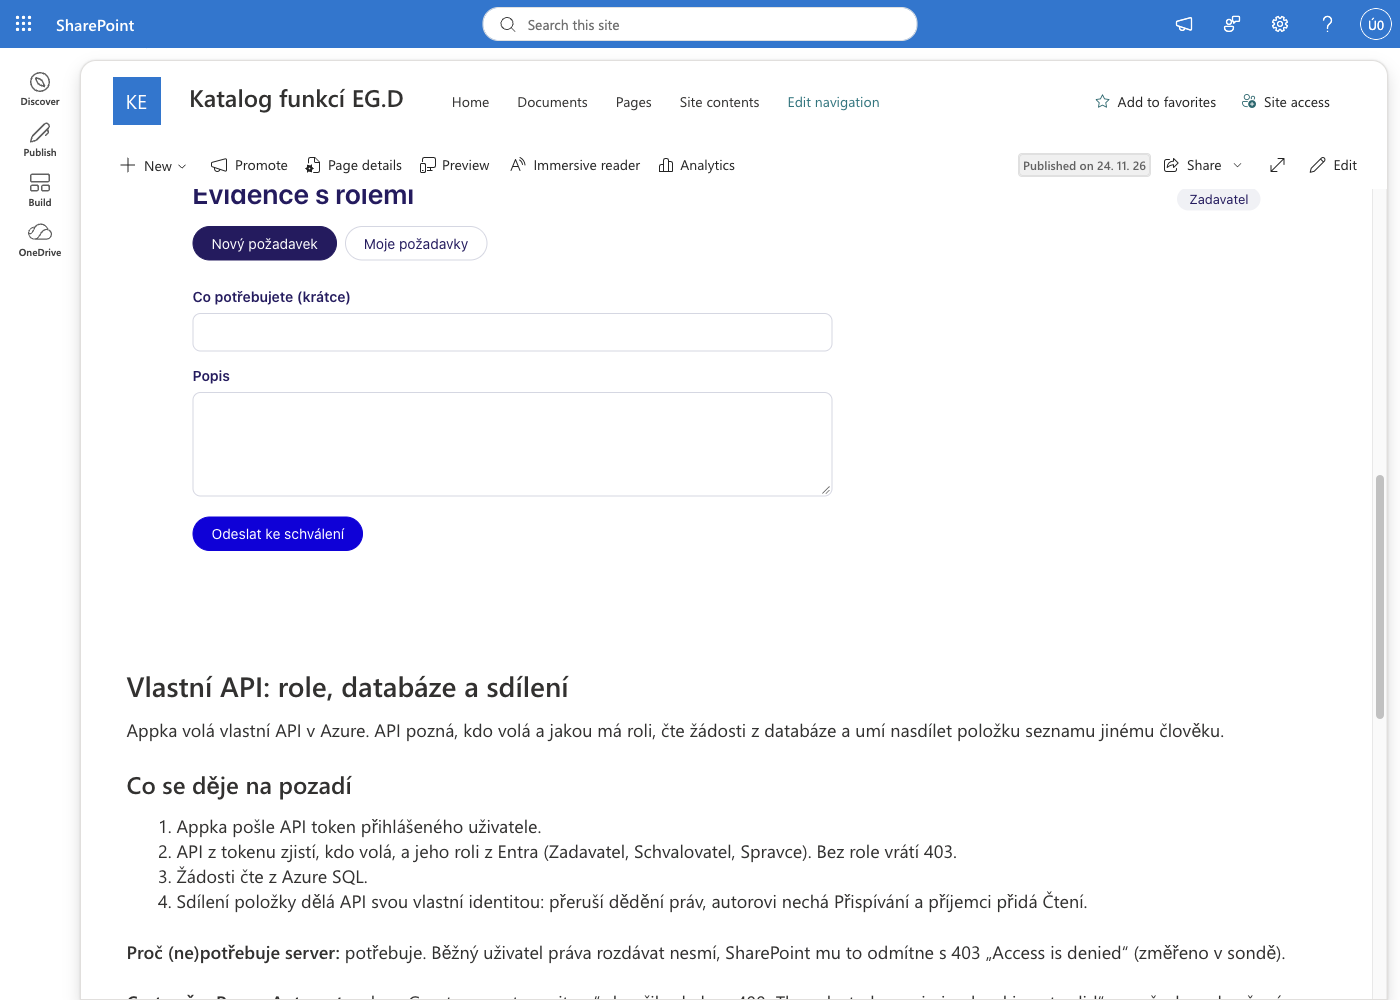 SharePoint
Search this site
Ú0
Discover
Publish
Build
OneDrive
KE
Katalog funkcí EG.D
Home
Documents
Pages
Site contents
Edit navigation
Add to favorites
Site access
New
Promote
Page details
Preview
Immersive reader
Analytics
Published on 24. 11. 26
Share
Edit
Evidence s rolemi
Zadavatel
Nový požadavek
Moje požadavky
Co potřebujete (krátce)
Popis
Odeslat ke schválení
Vlastní API: role, databáze a sdílení
Appka volá vlastní API v Azure. API pozná, kdo volá a jakou má roli, čte žádosti z databáze a umí nasdílet položku seznamu jinému člověku.
Co se děje na pozadí
1. Appka pošle API token přihlášeného uživatele.
2. API z tokenu zjistí, kdo volá, a jeho roli z Entra (Zadavatel, Schvalovatel, Spravce). Bez role vrátí 403.
3. Žádosti čte z Azure SQL.
4. Sdílení položky dělá API svou vlastní identitou: přeruší dědění práv, autorovi nechá Přispívání a příjemci přidá Čtení.
Proč (ne)potřebuje server: potřebuje. Běžný uživatel práva rozdávat nesmí, SharePoint mu to odmítne s 403 „Access is denied“ (změřeno v sondě).